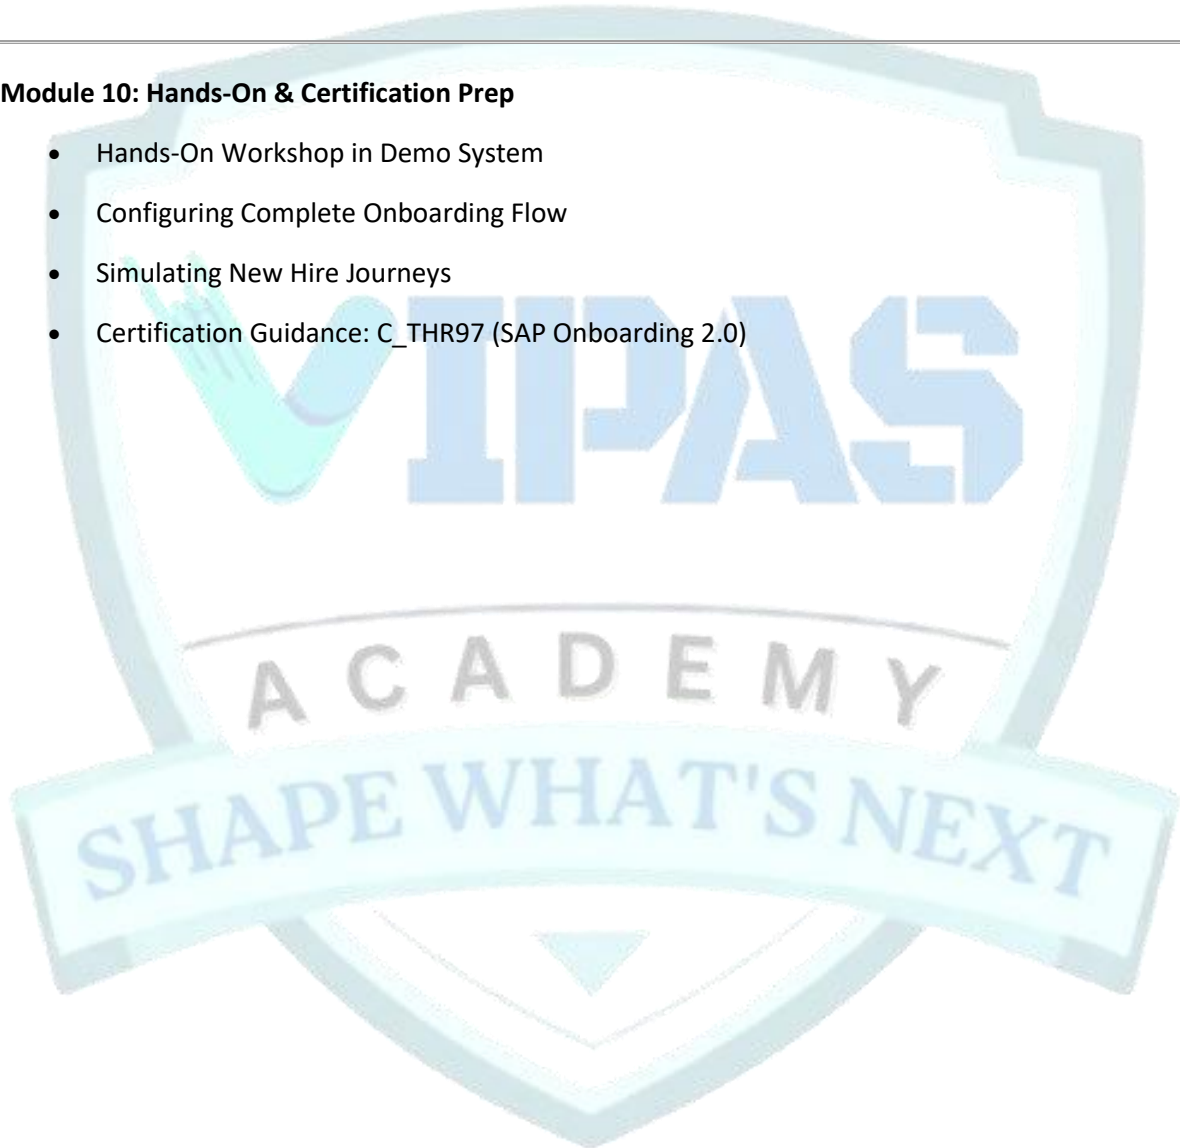 Module 10: Hands-On & Certification Prep
• Hands-On Workshop in Demo System
• Configuring Complete Onboarding Flow
• Simulating New Hire Journeys
• Certification Guidance: C_THR97 (SAP Onboarding 2.0)
VIPAS
ACADEMY
SHAPE WHAT'S NEXT